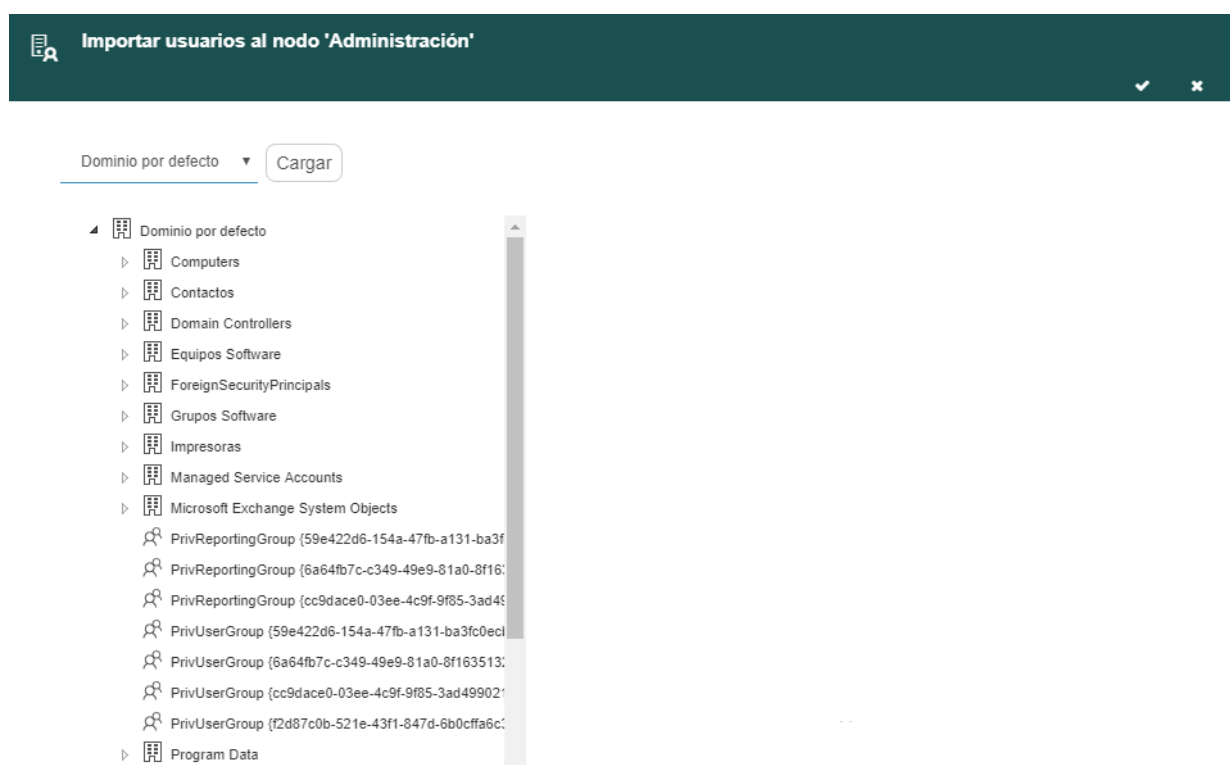 Importar usuarios al nodo 'Administración'
Dominio por defecto
Cargar
Dominio por defecto
Computers
Contactos
Domain Controllers
Equipos Software
ForeignSecurityPrincipals
Grupos Software
Impresoras
Managed Service Accounts
Microsoft Exchange System Objects
PrivReportingGroup {59e422d6-154a-47fb-a131-ba3f
PrivReportingGroup {6a64fb7c-c349-49e9-81a0-8f16
PrivReportingGroup {cc9dace0-03ee-4c9f-9f85-3ad49
PrivUserGroup {59e422d6-154a-47fb-a131-ba3fc0ec
PrivUserGroup {6a64fb7c-c349-49e9-81a0-8f163513
PrivUserGroup {cc9dace0-03ee-4c9f-9f85-3ad499021
PrivUserGroup {f2d87c0b-521e-43f1-847d-6b0cffa6c
Program Data